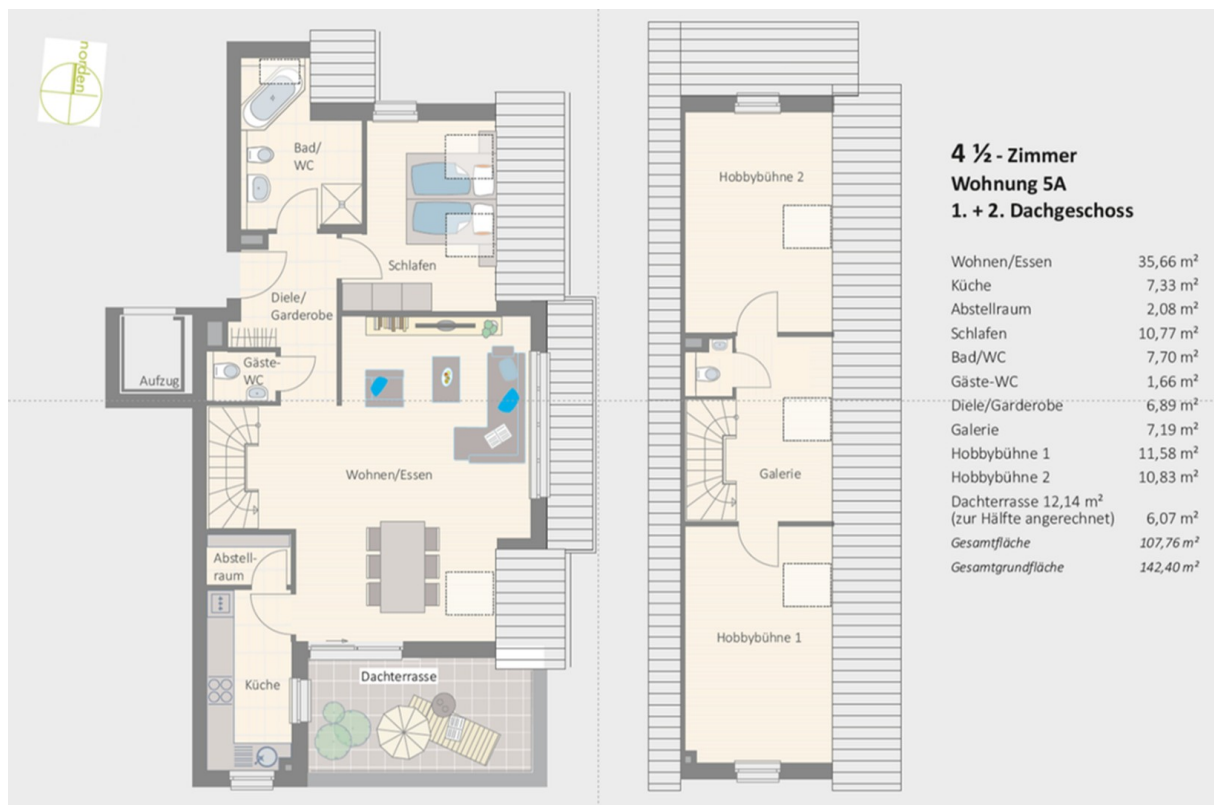 norden
Bad/
WC
Schlafen
Diele/
Garderobe
Gäste-
WC
Aufzug
Wohnen/Essen
Abstell-
raum
Küche
Dachterrasse
Hobbybühne 2
Galerie
Hobbybühne 1
4 ½ - Zimmer
Wohnung 5A
1. + 2. Dachgeschoss
Wohnen/Essen 35,66 m²
Küche 7,33 m²
Abstellraum 2,08 m²
Schlafen 10,77 m²
Bad/WC 7,70 m²
Gäste-WC 1,66 m²
Diele/Garderobe 6,89 m²
Galerie 7,19 m²
Hobbybühne 1 11,58 m²
Hobbybühne 2 10,83 m²
Dachterrasse 12,14 m²
(zur Hälfte angerechnet) 6,07 m²
Gesamtfläche 107,76 m²
Gesamtgrundfläche 142,40 m²